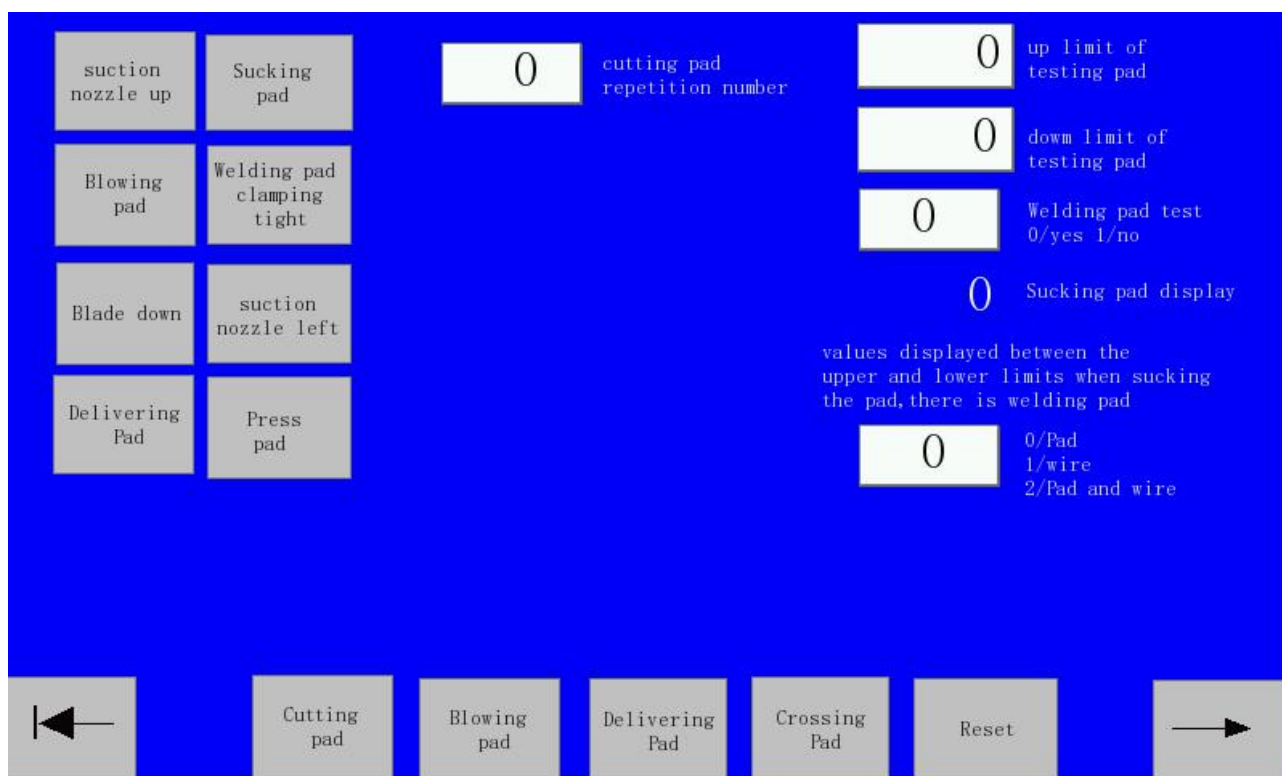 suction
nozzle up
Sucking
pad
0
cutting pad
repetition number
0
up limit of
testing pad
Blowing
pad
Welding pad
clamping
tight
0
dowm limit of
testing pad
0
Welding pad test
0/yes 1/no
Blade down
suction
nozzle left
0
Sucking pad display
values displayed between the
upper and lower limits when sucking
the pad,there is welding pad
Delivering
Pad
Press
pad
0
0/Pad
1/wire
2/Pad and wire
Cutting
pad
Blowing
pad
Delivering
Pad
Crossing
Pad
Reset